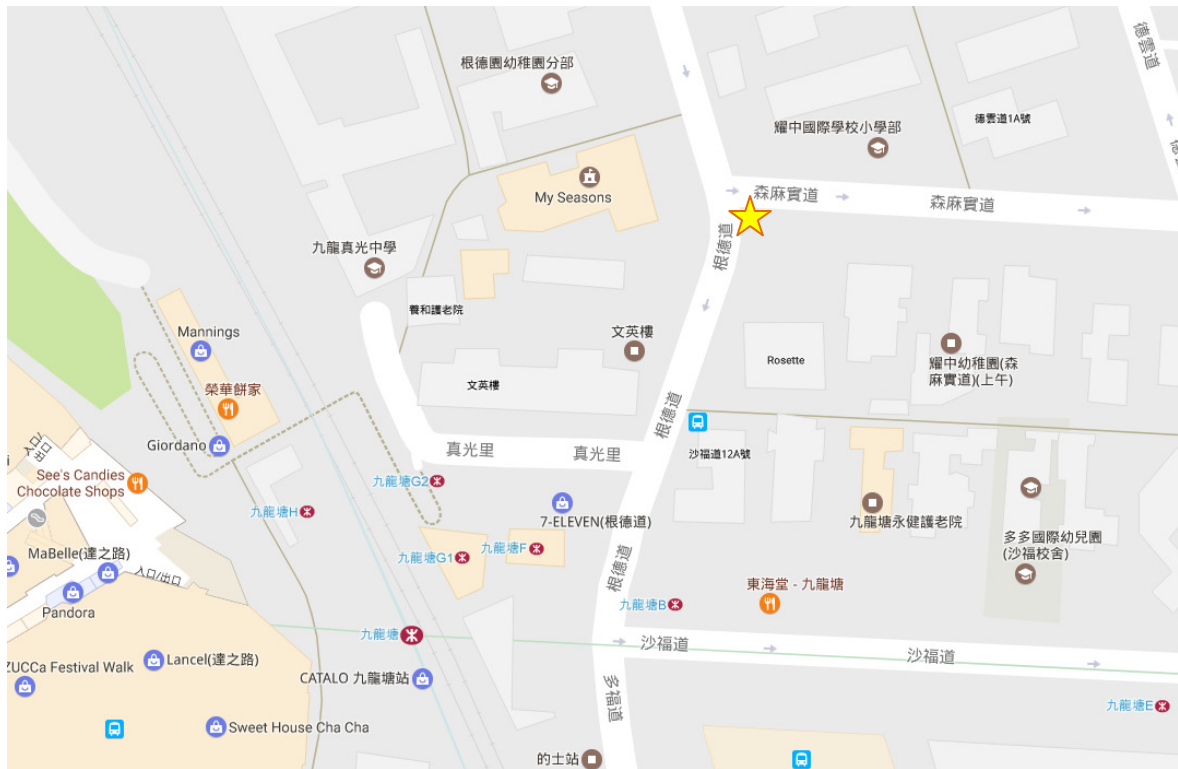 根德園幼稚園分部
德雲道
德雲道1A號
耀中國際學校小學部
My Seasons
森麻實道
森麻實道
九龍真光中學
根德道
養和護老院
Mannings
文英樓
Rosette
耀中幼稚園(森
麻實道)(上午)
榮華餅家
文英樓
根德道
Giordano
入口/
出口
真光里
真光里
沙福道12A號
See's Candies
Chocolate Shops
九龍塘G2
九龍塘H
7-ELEVEN(根德道)
九龍塘永健護老院
多多國際幼兒園
(沙福校舍)
MaBelle(達之路)
九龍塘G1
九龍塘F
根德道
入口/出口
Pandora
東海堂 - 九龍塘
九龍塘B
九龍塘
沙福道
沙福道
ZUCCa Festival Walk
Lancel(達之路)
CATALO 九龍塘站
多福道
九龍塘E
Sweet House Cha Cha
的士站